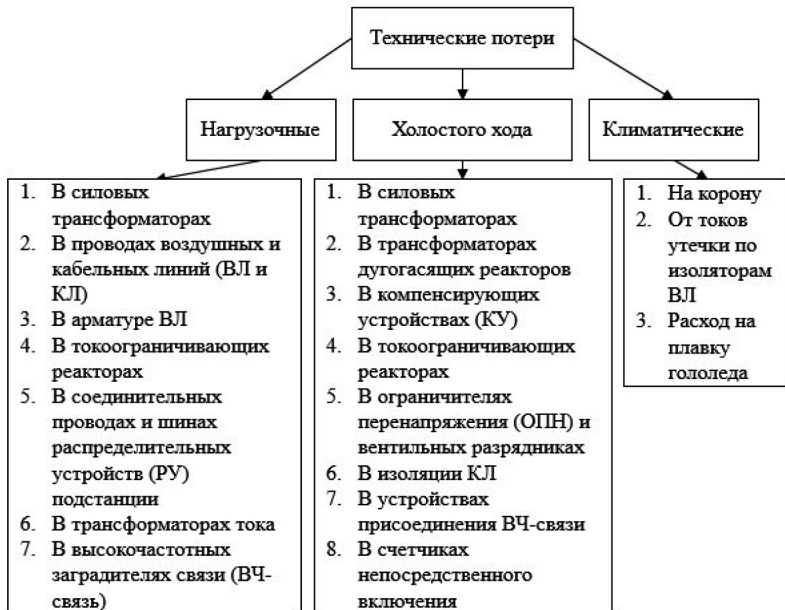 Технические потери
Нагрузочные
Холостого хода
Климатические
1. В силовых
трансформаторах
2. В проводах воздушных и
кабельных линий (ВЛ и
КЛ)
3. В арматуре ВЛ
4. В токоограничивающих
реакторах
5. В соединительных
проводах и шинах
распределительных
устройств (РУ)
подстанции
6. В трансформаторах тока
7. В высокочастотных
заградителях связи (ВЧ-
связь)
1. В силовых
трансформаторах
2. В трансформаторах
дугогасящих реакторов
3. В компенсирующих
устройствах (КУ)
4. В токоограничивающих
реакторах
5. В ограничителях
перенапряжения (ОПН) и
вентильных разрядниках
6. В изоляции КЛ
7. В устройствах
присоединения ВЧ-связи
8. В счетчиках
непосредственного
включения
1. На корону
2. От токов
утечки по
изоляторам
ВЛ
3. Расход на
плавку
гололеда